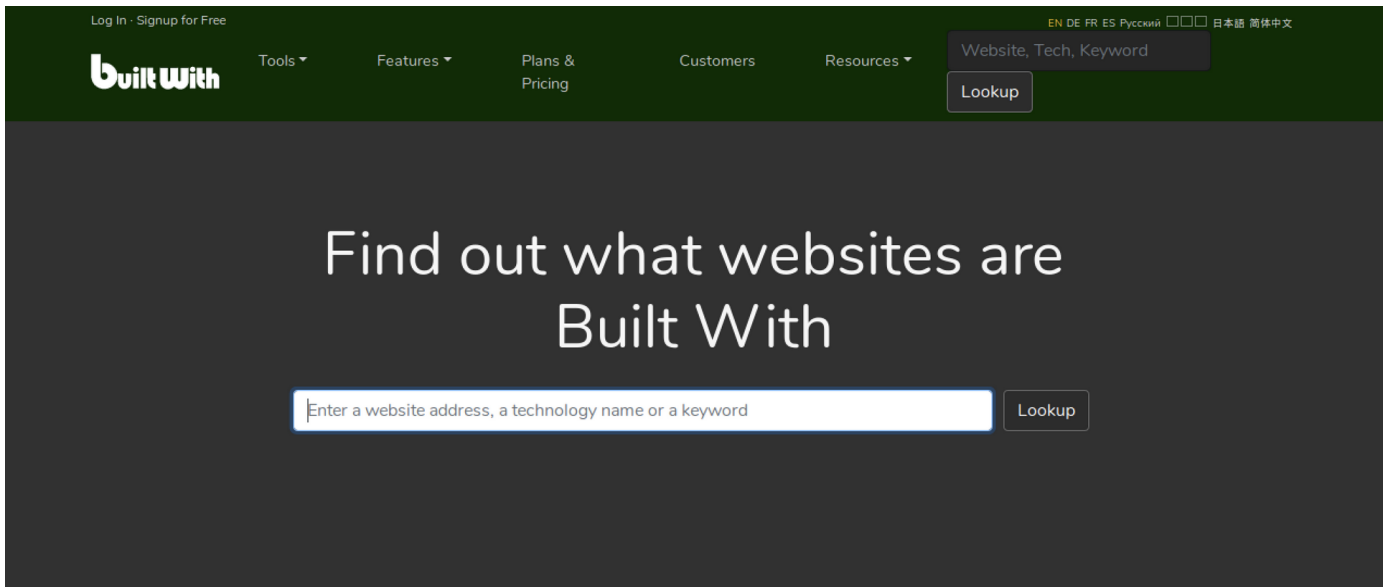 Log In · Signup for Free
EN DE FR ES Русский □□□ 日本語 简体中文
built with
Tools
Features
Plans &
Pricing
Customers
Resources
Website, Tech, Keyword
Lookup
Find out what websites are
Built With
Enter a website address, a technology name or a keyword
Lookup